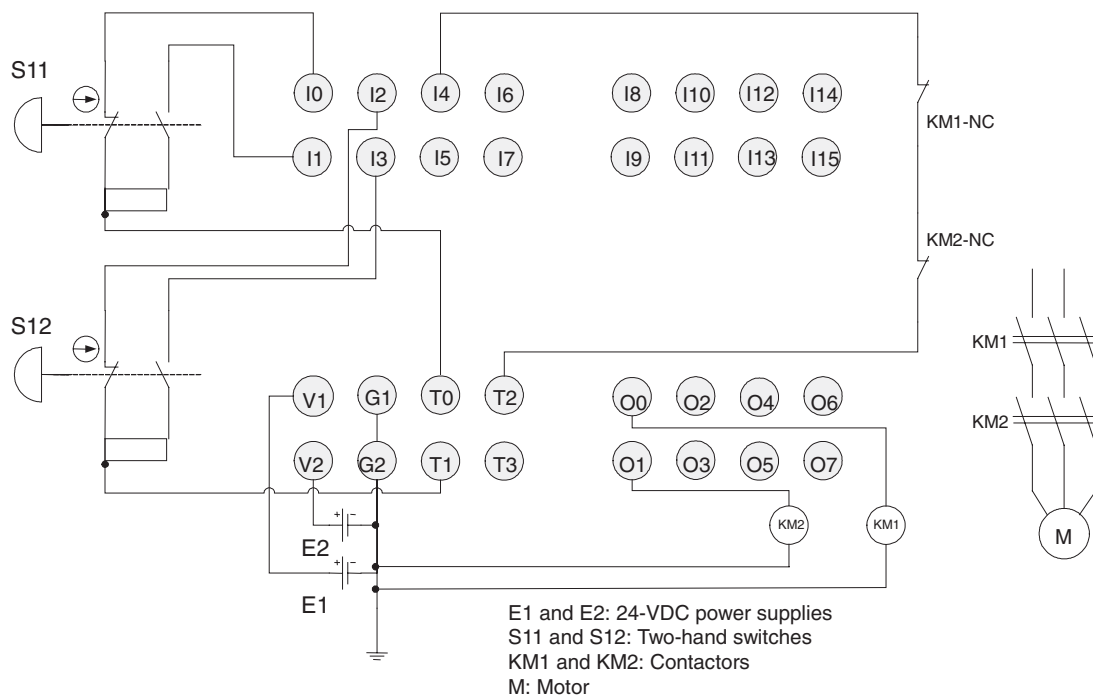 S11
I0
I2
I4
I6
I8
I10
I12
I14
KM1-NC
I1
I3
I5
I7
I9
I11
I13
I15
KM2-NC
S12
KM1
V1
G1
T0
T2
O0
O2
O4
O6
KM2
V2
G2
T1
T3
O1
O3
O5
O7
+ −
E2
KM2
KM1
M
+ −
E1
E1 and E2: 24-VDC power supplies
S11 and S12: Two-hand switches
KM1 and KM2: Contactors
M: Motor